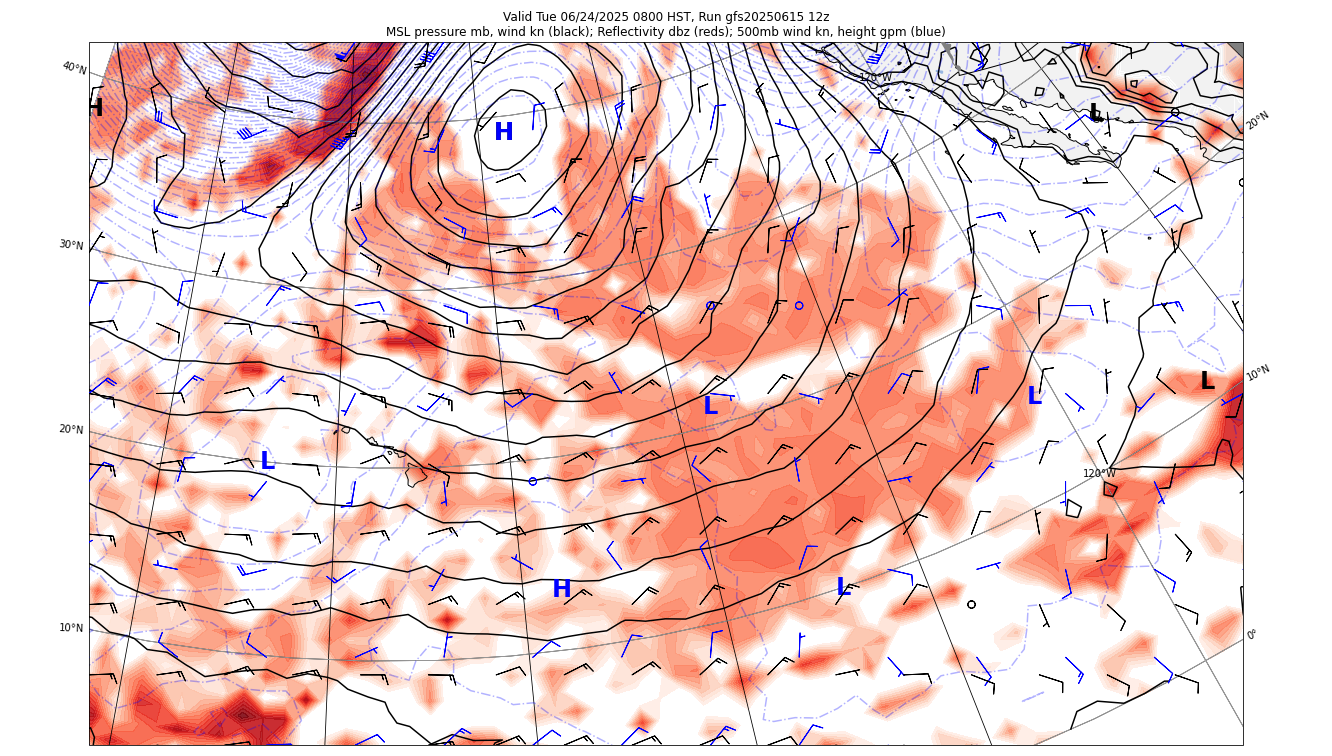 Valid Tue 06/24/2025 0800 HST, Run gfs20250615 12z
MSL pressure mb, wind kn (black); Reflectivity dbz (reds); 500mb wind kn, height gpm (blue)
40°N
120°W
20°N
H
L
H
30°N
10°N
L
L
L
20°N
L
120°W
H
L
10°N
0°